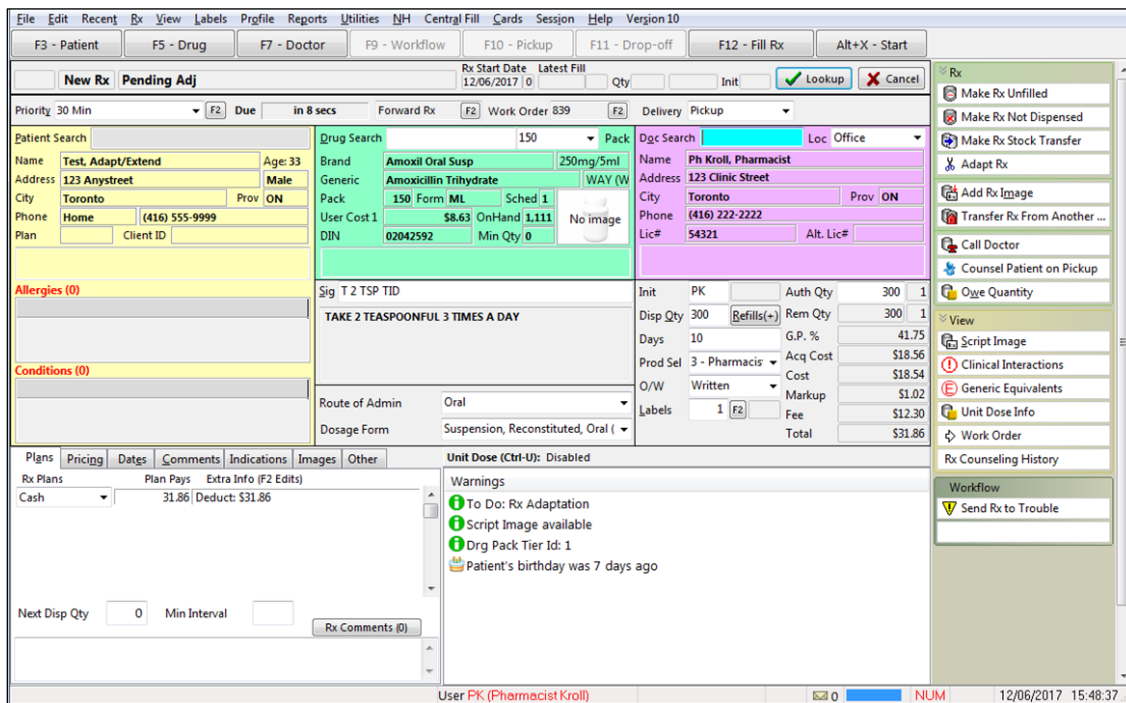 File Edit Recent Rx View Labels Profile Reports Utilities NH Central Fill Cards Session Help Version 10
F3 - Patient F5 - Drug F7 - Doctor F9 - Workflow F10 - Pickup F11 - Drop-off F12 - Fill Rx Alt+X - Start
New Rx Pending Adj
Rx Start Date Latest Fill
12/06/2017 0 Qty Init Lookup Cancel
Priority 30 Min F2 Due in 8 secs Forward Rx F2 Work Order 839 F2 Delivery Pickup
Patient Search
Name Test, Adapt/Extend Age: 33
Address 123 Anystreet Male
City Toronto Prov ON
Phone Home (416) 555-9999
Plan Client ID
Allergies (0)
Conditions (0)
Drug Search 150 Pack
Brand Amoxil Oral Susp 250mg/5ml
Generic Amoxicillin Trihydrate WAY (W
Pack 150 Form ML Sched 1
User Cost 1 $8.63 OnHand 1,111
DIN 02042592 Min Qty 0
No image
Doc Search Loc Office
Name Ph Kroll, Pharmacist
Address 123 Clinic Street
City Toronto Prov ON
Phone (416) 222-2222
Lic# 54321 Alt. Lic#
Sig T 2 TSP TID
TAKE 2 TEASPOONFUL 3 TIMES A DAY
Route of Admin Oral
Dosage Form Suspension, Reconstituted, Oral (
Init PK Auth Qty 300 1
Disp Qty 300 Refills(+) Rem Qty 300 1
Days 10 G.P. % 41.75
Prod Sel 3 - Pharmacis Acq Cost $18.56
Cost $18.54
O/W Written Markup $1.02
Labels 1 F2 Fee $12.30
Total $31.86
Plans Pricing Dates Comments Indications Images Other
Rx Plans Plan Pays Extra Info (F2 Edits)
Cash 31.86 Deduct: $31.86
Next Disp Qty 0 Min Interval
Rx Comments (0)
Unit Dose (Ctrl-U): Disabled
Warnings
To Do: Rx Adaptation
Script Image available
Drg Pack Tier Id: 1
Patient's birthday was 7 days ago
Rx
Make Rx Unfilled
Make Rx Not Dispensed
Make Rx Stock Transfer
Adapt Rx
Add Rx Image
Transfer Rx From Another ...
Call Doctor
Counsel Patient on Pickup
Owe Quantity
View
Script Image
Clinical Interactions
Generic Equivalents
Unit Dose Info
Work Order
Rx Counseling History
Workflow
Send Rx to Trouble
User PK (Pharmacist Kroll) 0 NUM 12/06/2017 15:48:37